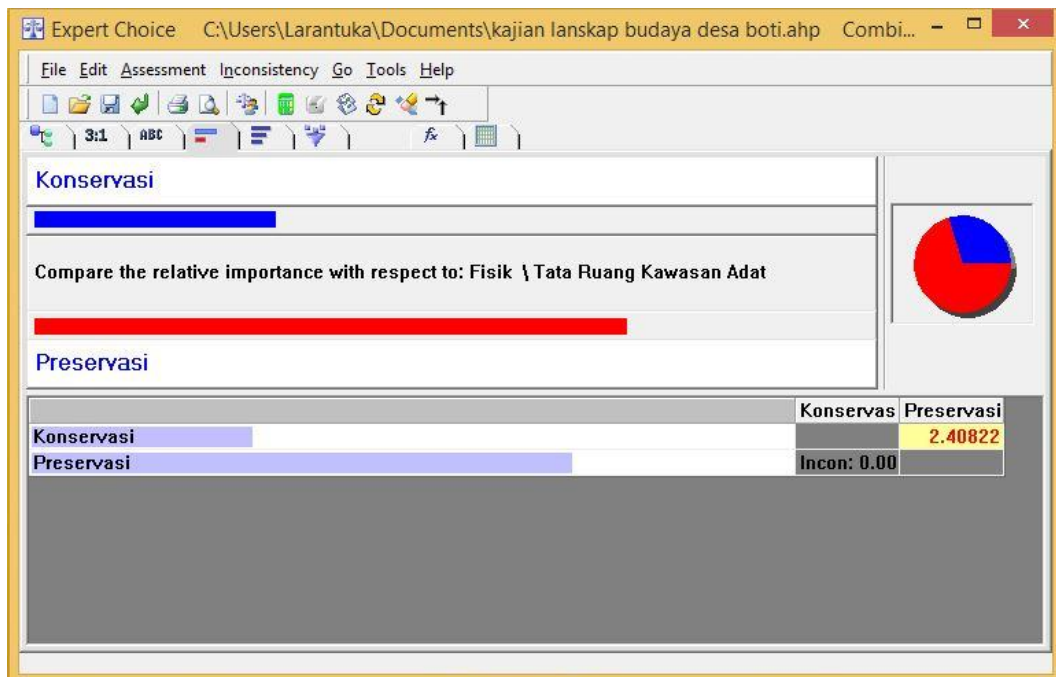 Expert Choice C:\Users\Larantuka\Documents\kajian lanskap budaya desa boti.ahp Combi...
File Edit Assessment Inconsistency Go Tools Help
3:1 ABC fx
Konservasi
Compare the relative importance with respect to: Fisik \ Tata Ruang Kawasan Adat
Preservasi
Konservas Preservasi
Konservasi 2.40822
Preservasi Incon: 0.00